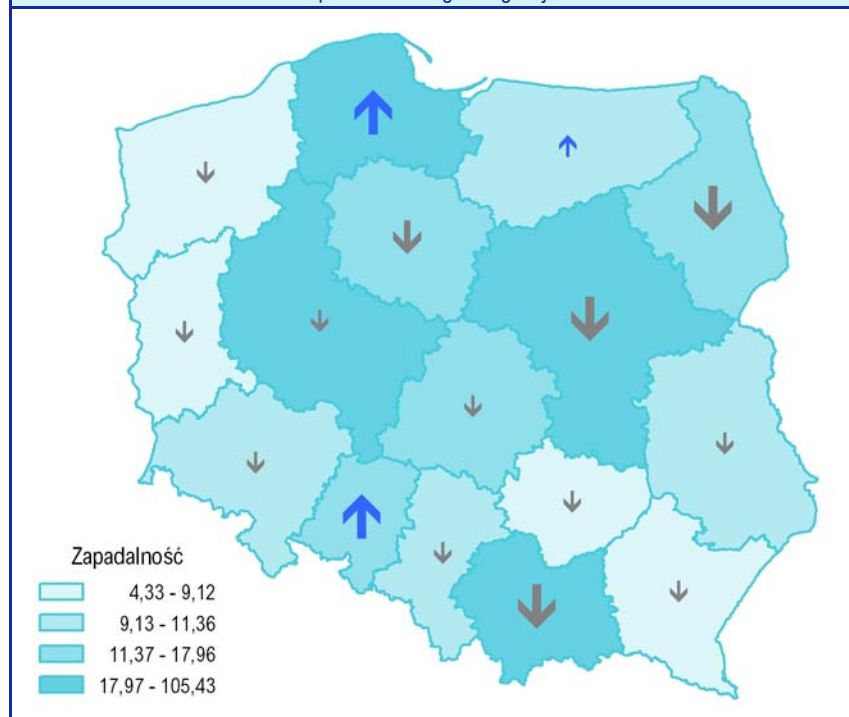 Zapadalność
4,33 - 9,12
9,13 - 11,36
11,37 - 17,96
17,97 - 105,43